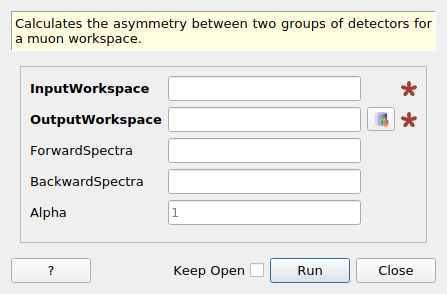 Calculates the asymmetry between two groups of detectors for
a muon workspace.
InputWorkspace
OutputWorkspace
ForwardSpectra
BackwardSpectra
Alpha 1
? Keep Open Run Close